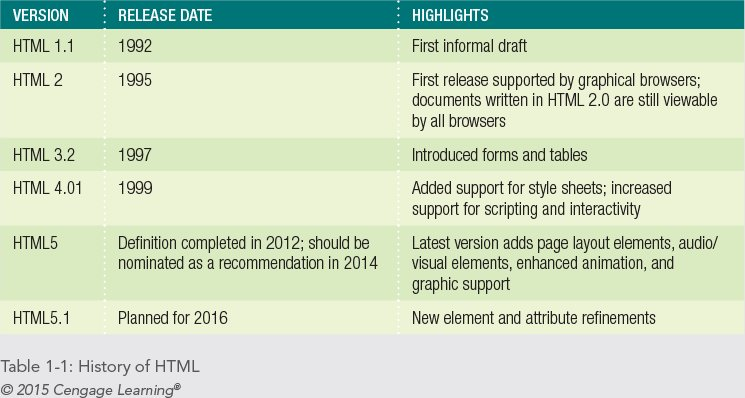 VERSION RELEASE DATE HIGHLIGHTS
HTML 1.1 1992 First informal draft
HTML 2 1995 First release supported by graphical browsers;
documents written in HTML 2.0 are still viewable
by all browsers
HTML 3.2 1997 Introduced forms and tables
HTML 4.01 1999 Added support for style sheets; increased
support for scripting and interactivity
HTML5 Definition completed in 2012; should be Latest version adds page layout elements, audio/
nominated as a recommendation in 2014 visual elements, enhanced animation, and
graphic support
HTML5.1 Planned for 2016 New element and attribute refinements
Table 1-1: History of HTML
© 2015 Cengage Learning®